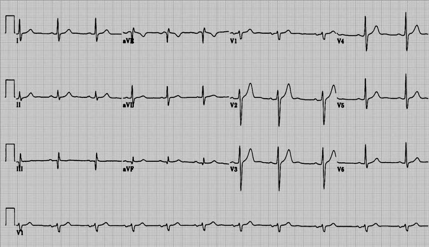 I aVR V1 V4
II aVL V2 V5
III aVF V3 V6
V1